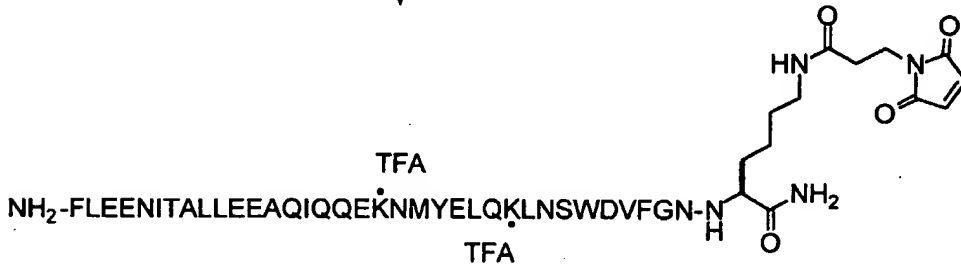 O O
HN N
O
TFA
NH₂-FLEENITALLEEAQIQQEKNMYELQKLNSWDVFGN-N NH₂
H
O
TFA